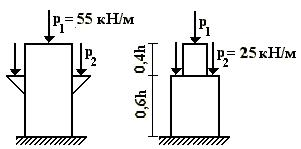 p₁ = 55 кН/м
p₂
p₁
p₂ = 25 кН/м
0,4h
0,6h